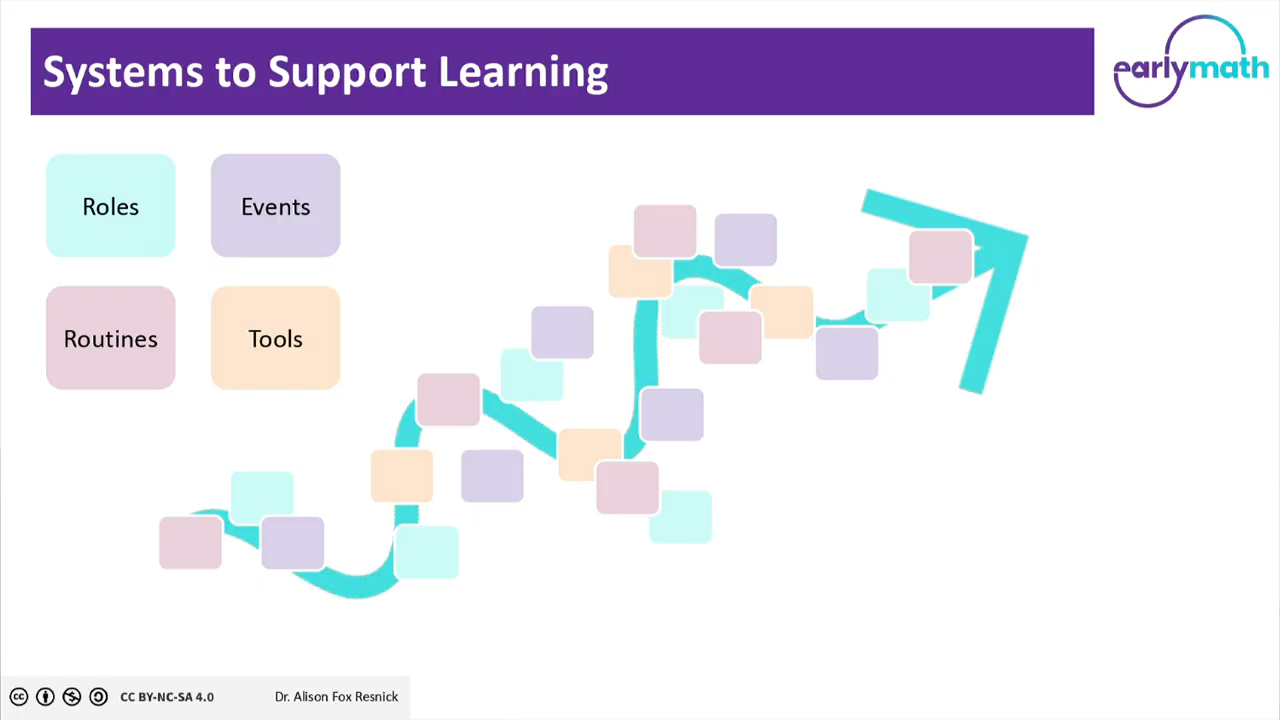 Systems to Support Learning
earlymath
Roles
Events
Routines
Tools
cc
CC BY-NC-SA 4.0
Dr. Alison Fox Resnick